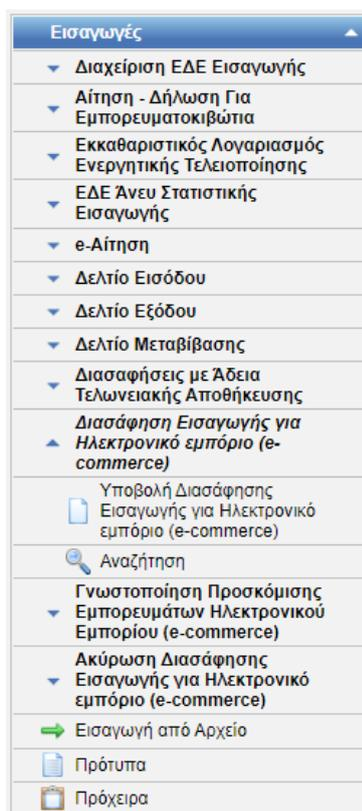 Εισαγωγές
Διαχείριση ΕΔΕ Εισαγωγής
Αίτηση - Δήλωση Για
Εμπορευματοκιβώτια
Εκκαθαριστικός Λογαριασμός
Ενεργητικής Τελειοποίησης
ΕΔΕ Άνευ Στατιστικής
Εισαγωγής
e-Αίτηση
Δελτίο Εισόδου
Δελτίο Εξόδου
Δελτίο Μεταβίβασης
Διασαφήσεις με Άδεια
Τελωνειακής Αποθήκευσης
Διασάφηση Εισαγωγής για
Ηλεκτρονικό εμπόριο (e-
commerce)
Υποβολή Διασάφησης
Εισαγωγής για Ηλεκτρονικό
εμπόριο (e-commerce)
Αναζήτηση
Γνωστοποίηση Προσκόμισης
Εμπορευμάτων Ηλεκτρονικού
Εμπορίου (e-commerce)
Ακύρωση Διασάφησης
Εισαγωγής για Ηλεκτρονικό
εμπόριο (e-commerce)
Εισαγωγή από Αρχείο
Πρότυπα
Πρόχειρα